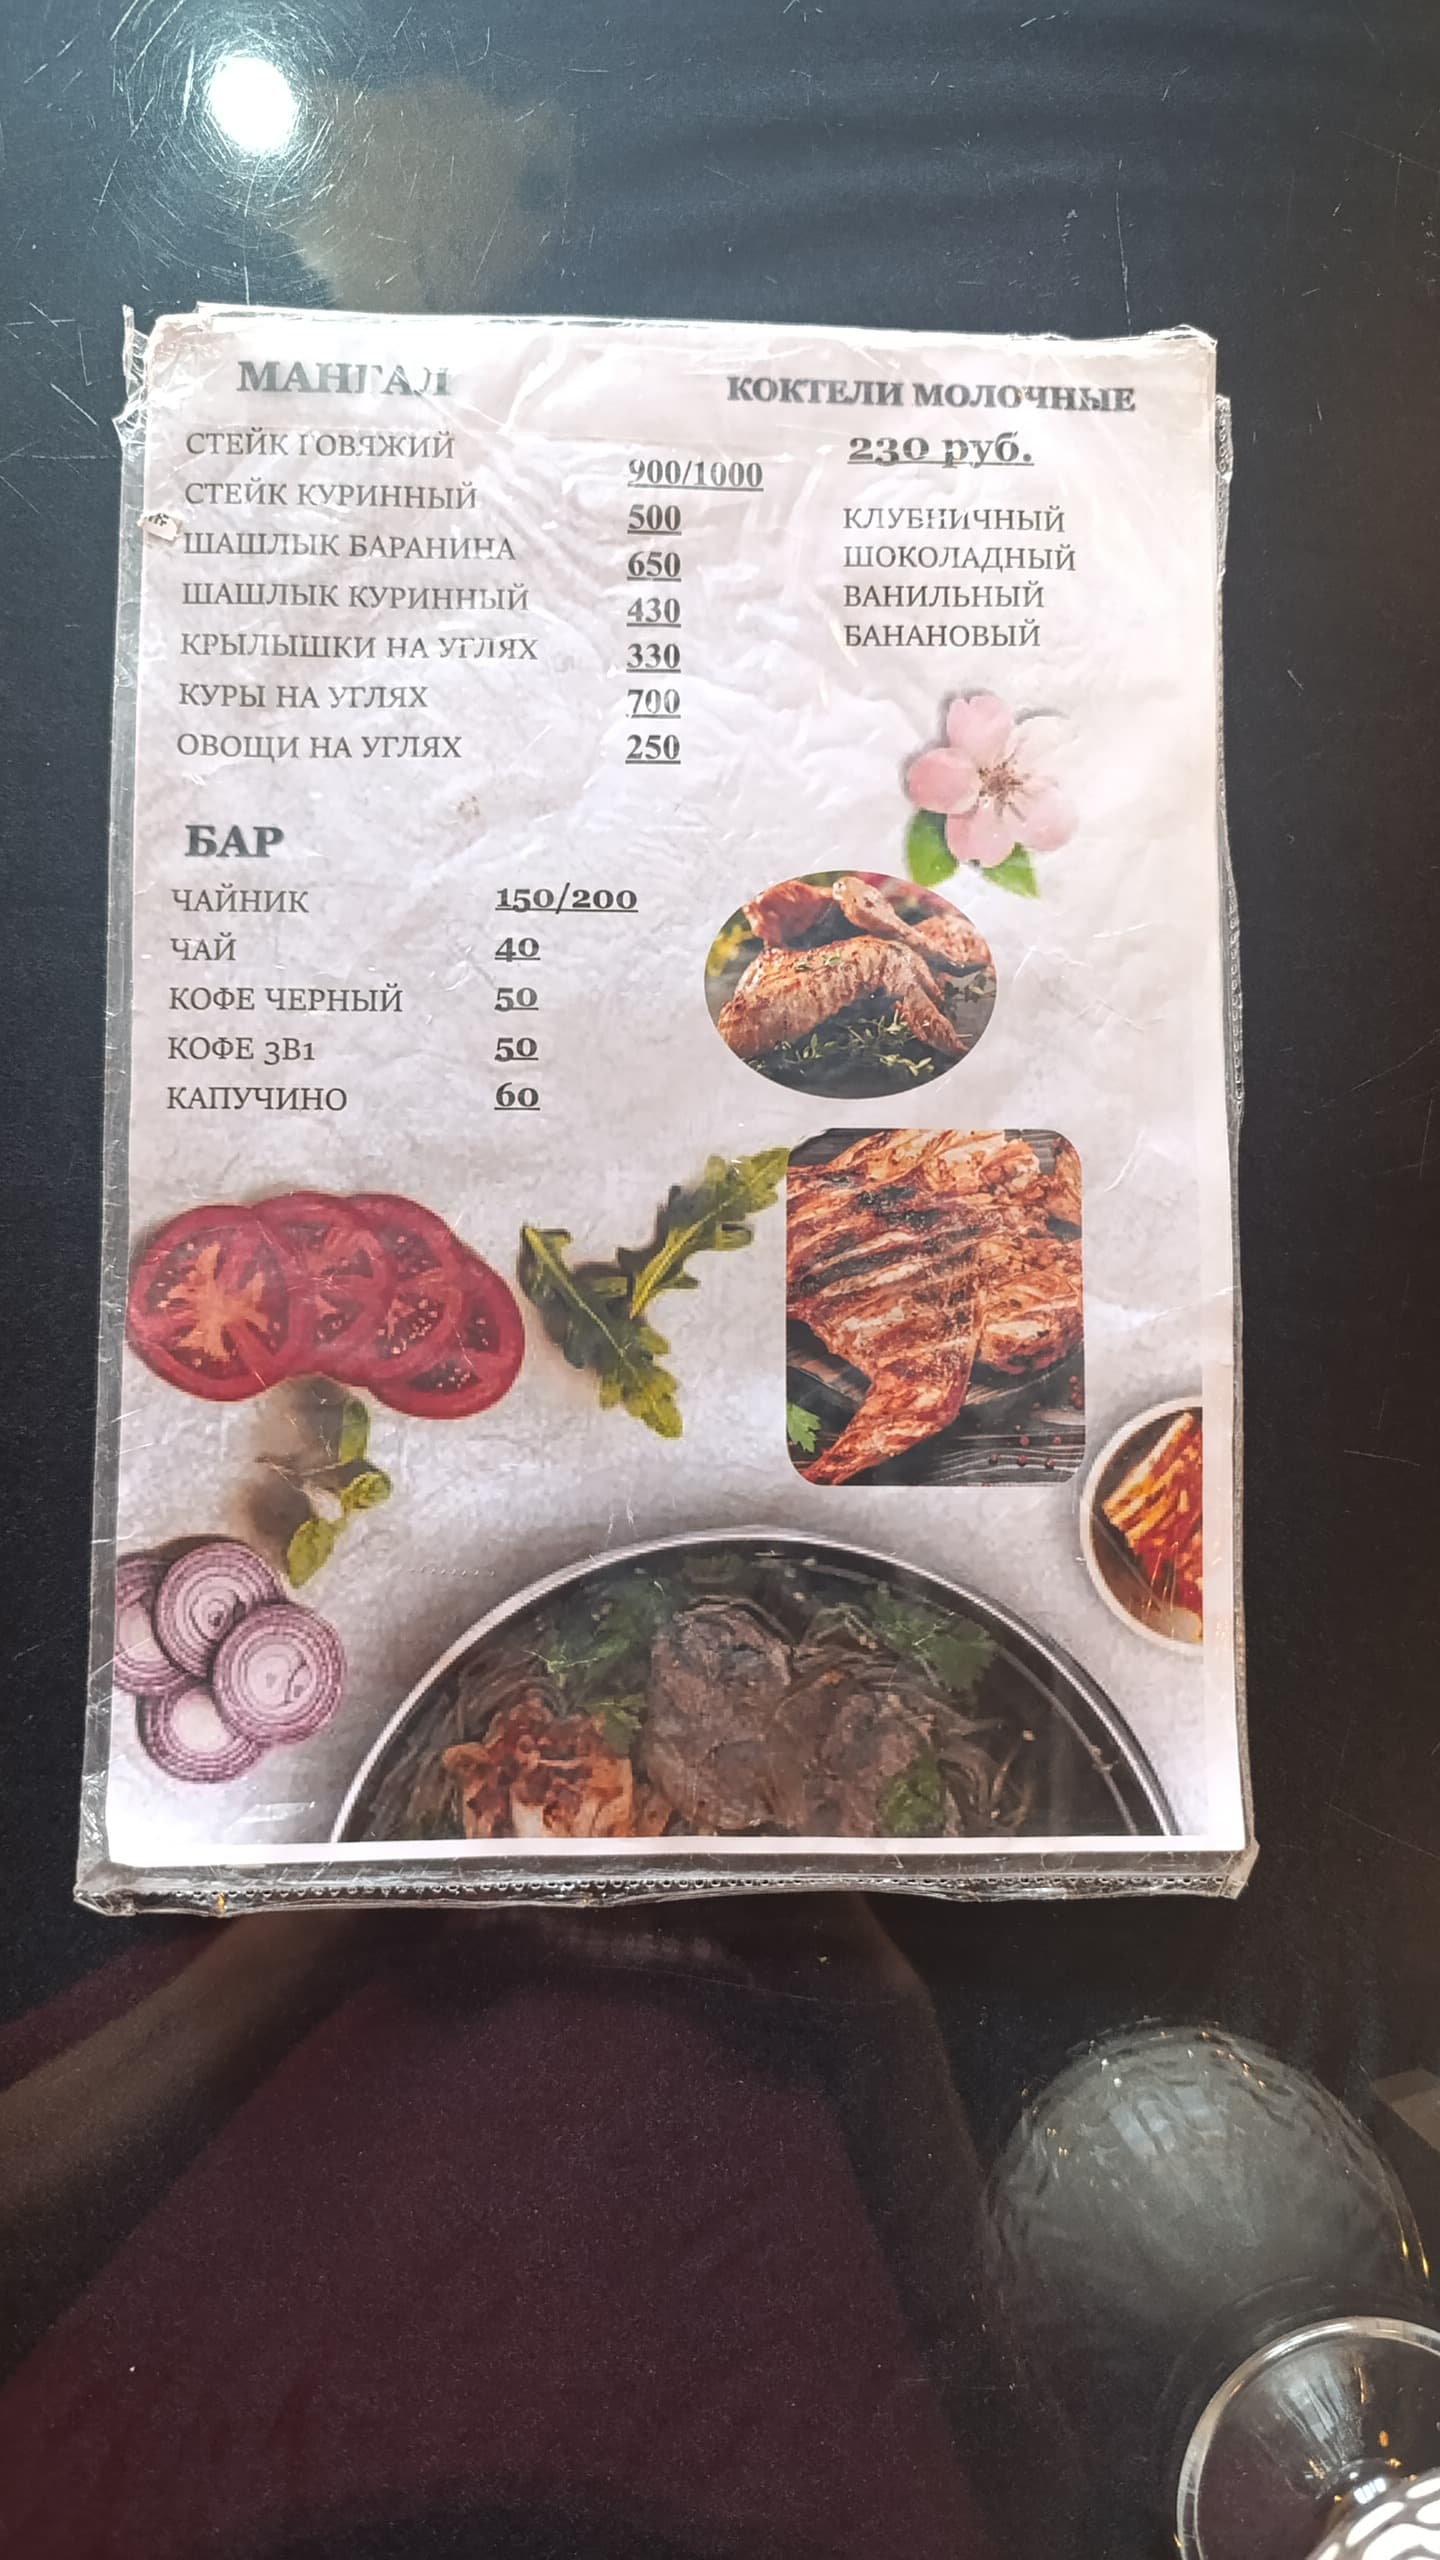 МАНГАЛ
СТЕЙК ГОВЯЖИЙ 900/1000
СТЕЙК КУРИННЫЙ 500
ШАШЛЫК БАРАНИНА 650
ШАШЛЫК КУРИННЫЙ 430
КРЫЛЫШКИ НА УГЛЯХ 330
КУРЫ НА УГЛЯХ 700
ОВОЩИ НА УГЛЯХ 250
КОКТЕЛИ МОЛОЧНЫЕ
230 руб.
КЛУБНИЧНЫЙ
ШОКОЛАДНЫЙ
ВАНИЛЬНЫЙ
БАНАНОВЫЙ
БАР
ЧАЙНИК 150/200
ЧАЙ 40
КОФЕ ЧЕРНЫЙ 50
КОФЕ 3В1 50
КАПУЧИНО 60